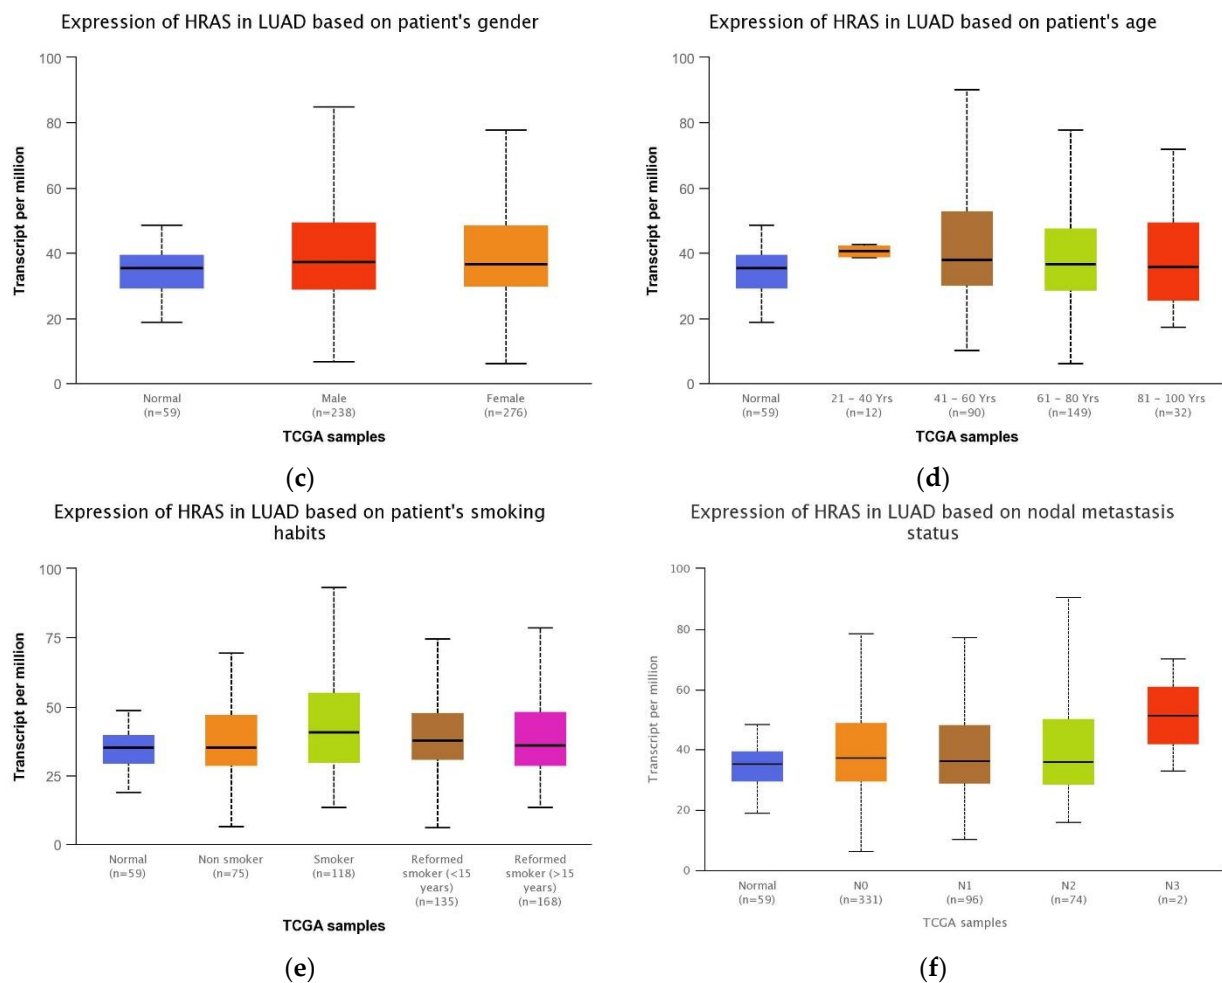 Expression of HRAS in LUAD based on patient's gender
100
80
60
40
20
0
Transcript per million
Normal
(n=59)
Male
(n=238)
Female
(n=276)
TCGA samples
(c)
Expression of HRAS in LUAD based on patient's age
100
80
60
40
20
0
Transcript per million
Normal
(n=59)
21 – 40 Yrs
(n=12)
41 – 60 Yrs
(n=90)
61 – 80 Yrs
(n=149)
81 – 100 Yrs
(n=32)
TCGA samples
(d)
Expression of HRAS in LUAD based on patient's smoking
habits
100
75
50
25
0
Transcript per million
Normal
(n=59)
Non smoker
(n=75)
Smoker
(n=118)
Reformed
smoker (<15
years)
(n=135)
Reformed
smoker (>15
years)
(n=168)
TCGA samples
(e)
Expression of HRAS in LUAD based on nodal metastasis
status
100
80
60
40
20
0
Transcript per million
Normal
(n=59)
N0
(n=331)
N1
(n=96)
N2
(n=74)
N3
(n=2)
TCGA samples
(f)